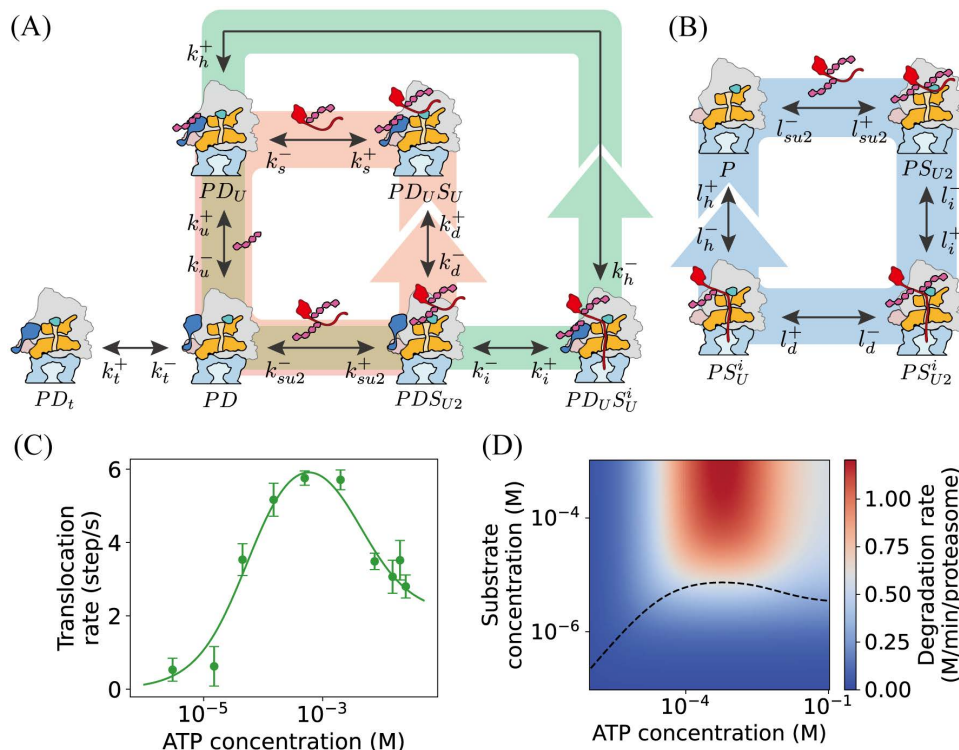 (A)
(B)
k_h^+
k_s^-
k_s^+
l_su2^-
l_su2^+
PD_U
PD_U S_U
P
PS_U2
k_u^+
k_u^-
k_d^+
k_d^-
k_h^-
l_h^+
l_h^-
l_i^-
l_i^+
k_t^+
k_t^-
k_su2^-
k_su2^+
k_i^-
k_i^+
l_d^+
l_d^-
PD_t
PD
PDS_U2
PD_U S_U^i
PS_U^i
PS_U2^i
(C)
Translocation
rate (step/s)
6
4
2
0
10^-5
10^-3
ATP concentration (M)
(D)
Substrate
concentration (M)
10^-4
10^-6
10^-4
10^-1
ATP concentration (M)
1.00
0.75
0.50
0.25
0.00
Degradation rate
(M/min/proteasome)